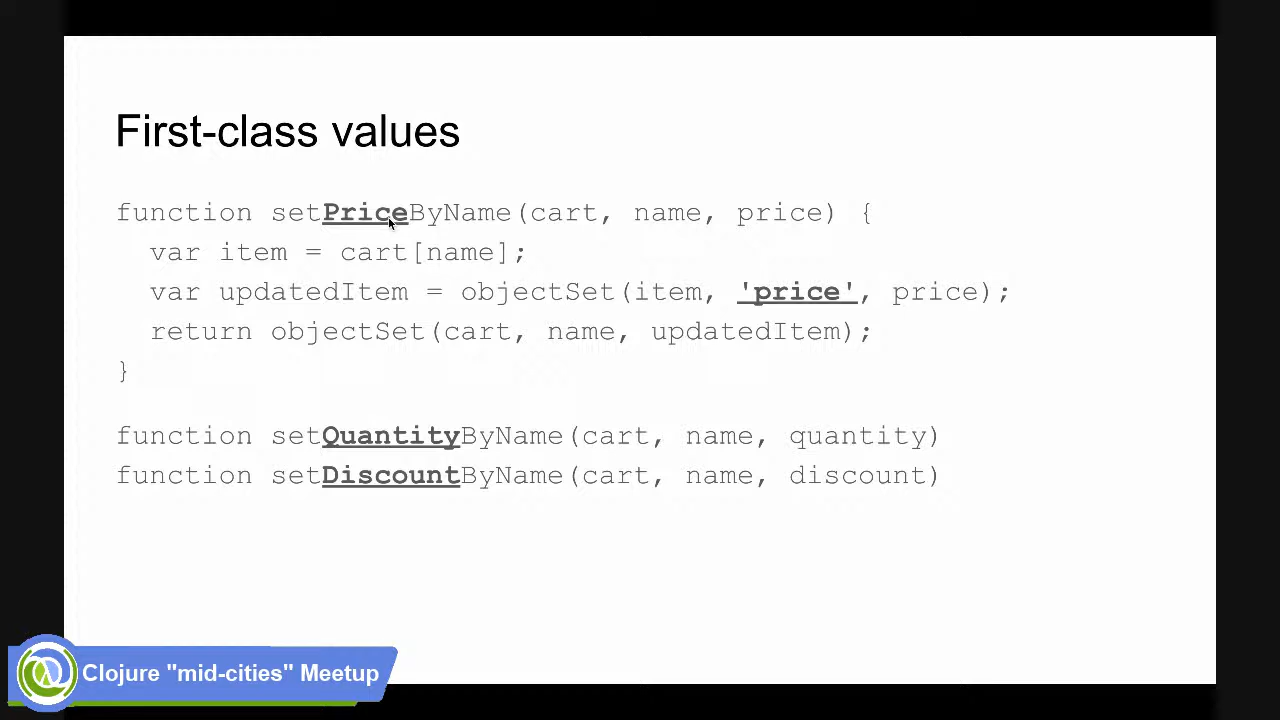 First-class values
function setPriceByName(cart, name, price) {
  var item = cart[name];
  var updatedItem = objectSet(item, 'price', price);
  return objectSet(cart, name, updatedItem);
}
function setQuantityByName(cart, name, quantity)
function setDiscountByName(cart, name, discount)
Clojure "mid-cities" Meetup